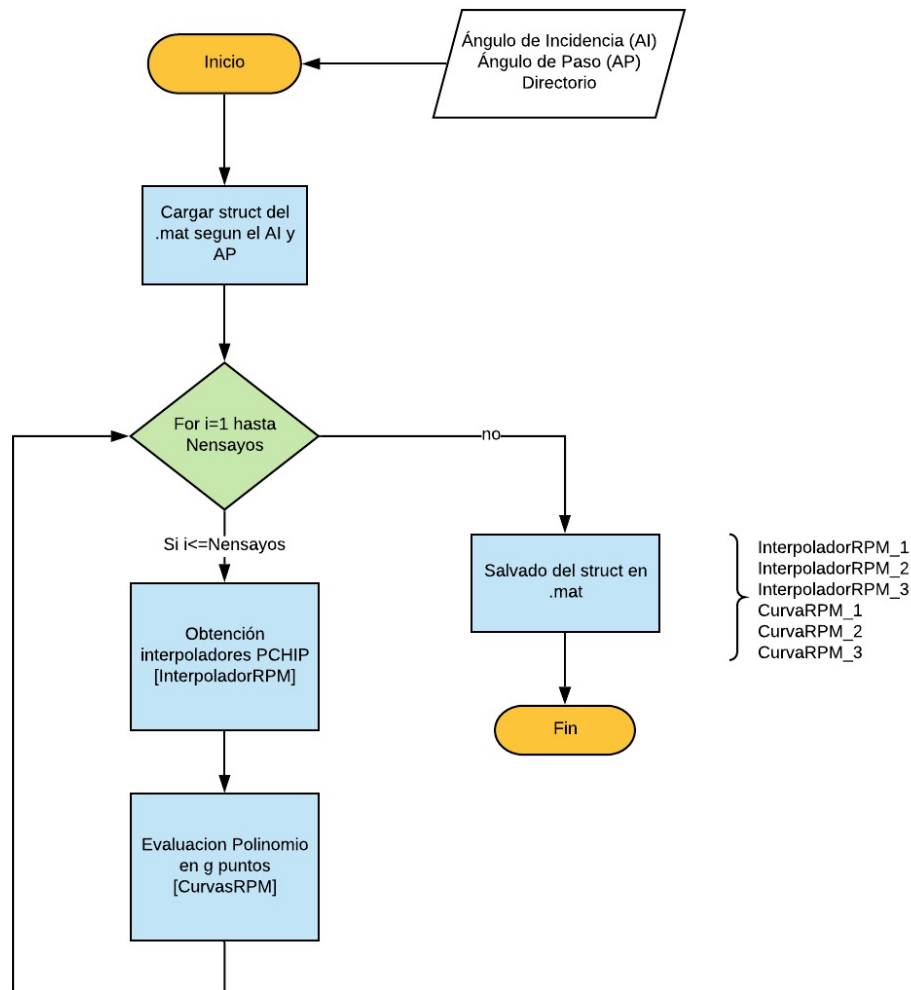 Inicio
Ángulo de Incidencia (AI)
Ángulo de Paso (AP)
Directorio
Cargar struct del
.mat segun el AI y
AP
For i=1 hasta
Nensayos
no
Si i<=Nensayos
Obtención
interpoladores PCHIP
[InterpoladorRPM]
Evaluacion Polinomio
en g puntos
[CurvasRPM]
Salvado del struct en
.mat
InterpoladorRPM_1
InterpoladorRPM_2
InterpoladorRPM_3
CurvaRPM_1
CurvaRPM_2
CurvaRPM_3
Fin